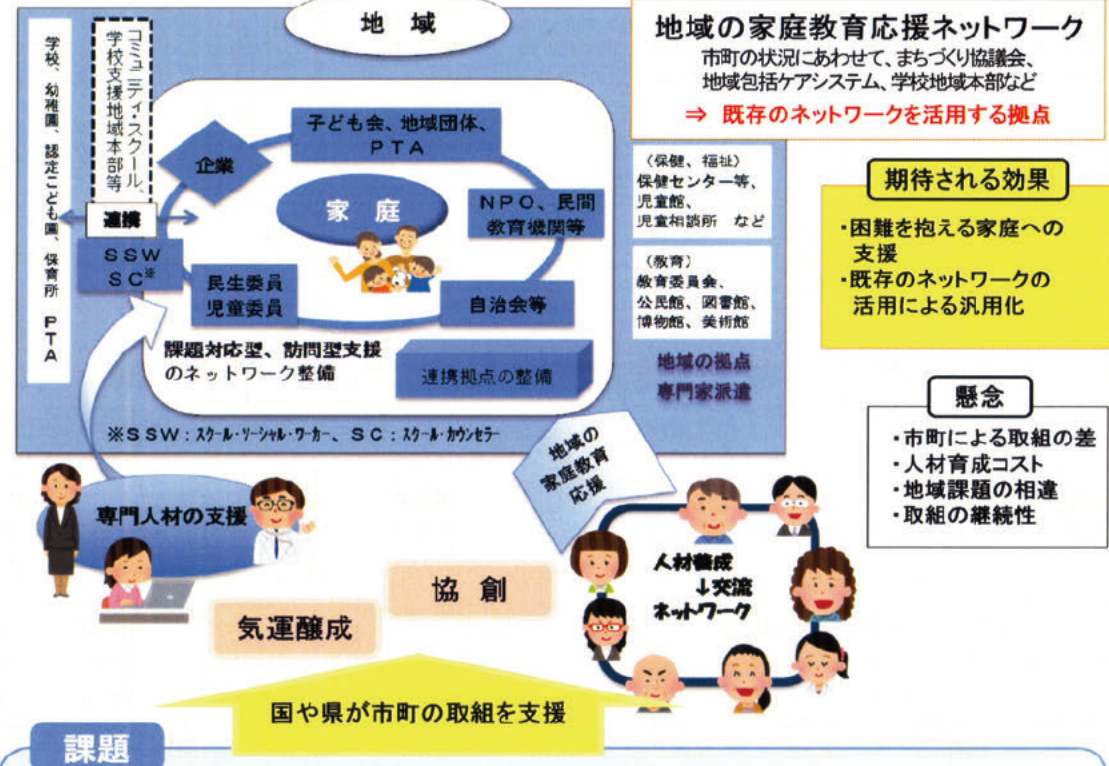 地域
地域の家庭教育応援ネットワーク
市町の状況にあわせて、まちづくり協議会、
地域包括ケアシステム、学校地域本部など
⇒ 既存のネットワークを活用する拠点
学校、幼稚園、認定こども園、保育所 PTA
コミュニティ・スクール、
学校支援地域本部等
連携
SSW
SC※
企業
子ども会、地域団体、
PTA
家庭
NPO、民間
教育機関等
民生委員
児童委員
自治会等
課題対応型、訪問型支援
のネットワーク整備
連携拠点の整備
(保健、福祉)
保健センター等、
児童館、
児童相談所 など
(教育)
教育委員会、
公民館、図書館、
博物館、美術館
地域の拠点
専門家派遣
※SSW:スクール・ソーシャル・ワーカー、SC:スクール・カウンセラー
期待される効果
・困難を抱える家庭への
支援
・既存のネットワークの
活用による汎用化
懸念
・市町による取組の差
・人材育成コスト
・地域課題の相違
・取組の継続性
地域の
家庭教育
応援
専門人材の支援
人材養成
↓交流
ネットワーク
協創
気運醸成
国や県が市町の取組を支援
課題